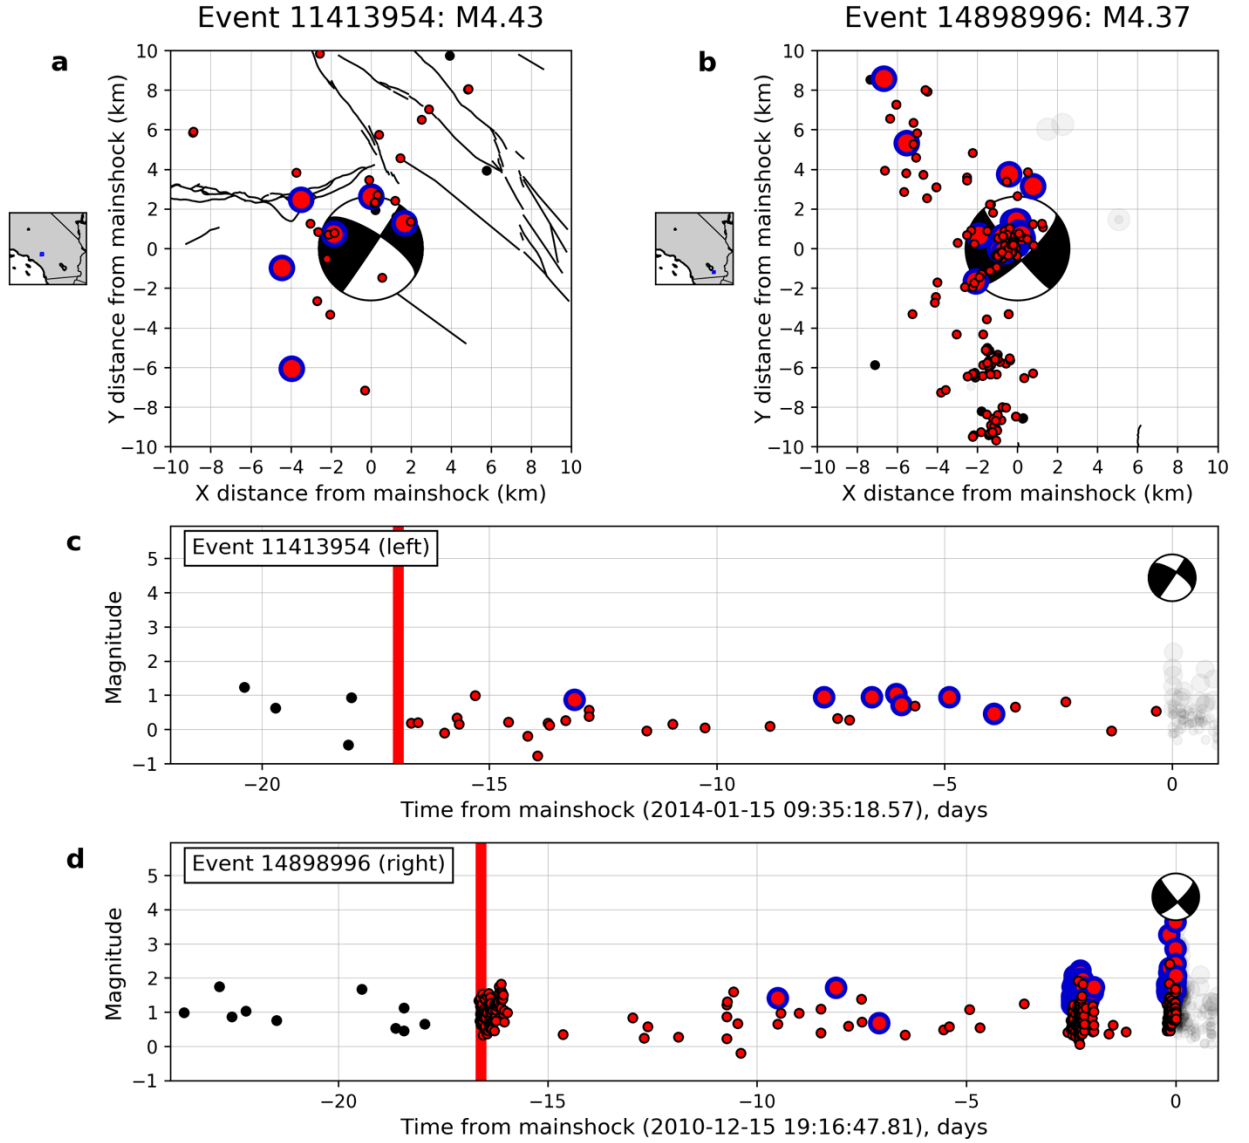 Event 11413954: M4.43
Event 14898996: M4.37
a
b
10
8
6
4
2
0
−2
−4
−6
−8
−10
Y distance from mainshock (km)
−10 −8 −6 −4 −2 0 2 4 6 8 10
X distance from mainshock (km)
10
8
6
4
2
0
−2
−4
−6
−8
−10
Y distance from mainshock (km)
−10 −8 −6 −4 −2 0 2 4 6 8 10
X distance from mainshock (km)
c
Event 11413954 (left)
5
4
3
2
1
0
−1
Magnitude
−20 −15 −10 −5 0
Time from mainshock (2014-01-15 09:35:18.57), days
d
Event 14898996 (right)
5
4
3
2
1
0
−1
Magnitude
−20 −15 −10 −5 0
Time from mainshock (2010-12-15 19:16:47.81), days